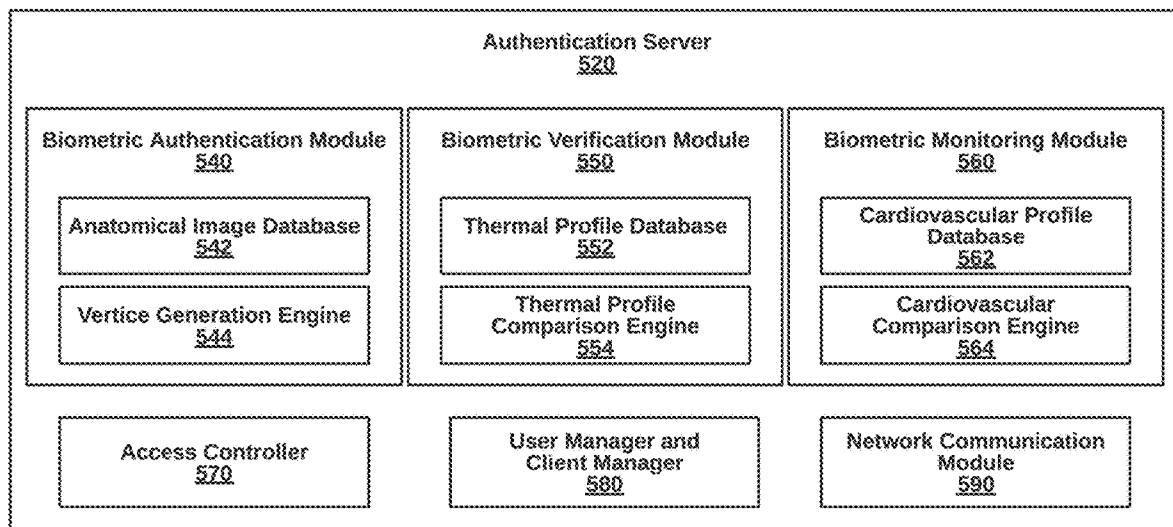 Authentication Server
520
Biometric Authentication Module
540
Anatomical Image Database
542
Vertice Generation Engine
544
Biometric Verification Module
550
Thermal Profile Database
552
Thermal Profile
Comparison Engine
554
Biometric Monitoring Module
560
Cardiovascular Profile
Database
562
Cardiovascular
Comparison Engine
564
Access Controller
570
User Manager and
Client Manager
580
Network Communication
Module
590